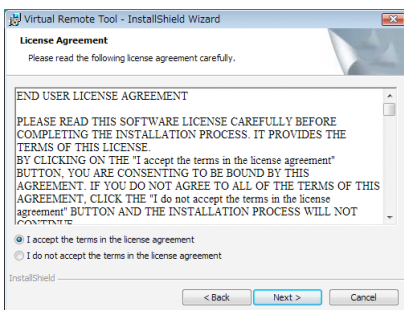 Virtual Remote Tool - InstallShield Wizard
License Agreement
Please read the following license agreement carefully.
END USER LICENSE AGREEMENT
PLEASE READ THIS SOFTWARE LICENSE CAREFULLY BEFORE
COMPLETING THE INSTALLATION PROCESS. IT PROVIDES THE
TERMS OF THIS LICENSE.
BY CLICKING ON THE "I accept the terms in the license agreement"
BUTTON, YOU ARE CONSENTING TO BE BOUND BY THIS
AGREEMENT. IF YOU DO NOT AGREE TO ALL OF THE TERMS OF THIS
AGREEMENT, CLICK THE "I do not accept the terms in the license
agreement" BUTTON AND THE INSTALLATION PROCESS WILL NOT
CONTINUE
I accept the terms in the license agreement
I do not accept the terms in the license agreement
InstallShield
< Back
Next >
Cancel